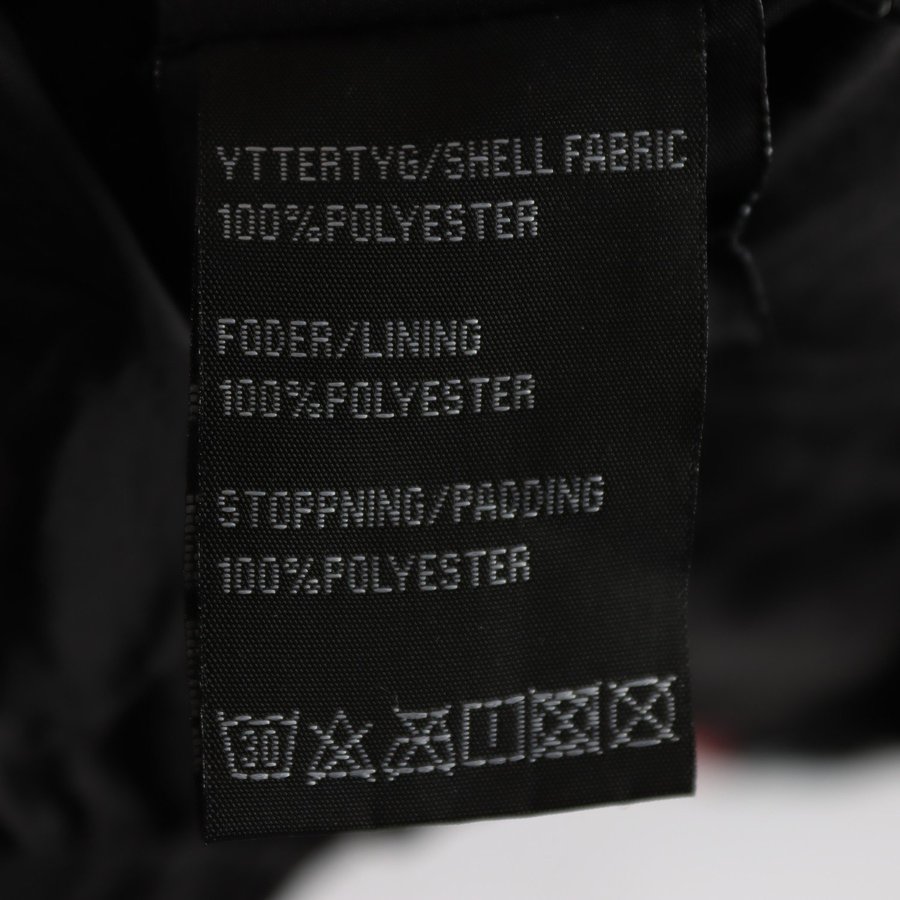 YTTERTYG/SHELL FABRIC
100%POLYESTER
FODER/LINING
100%POLYESTER
STOPPNING/PADDING
100%POLYESTER
30